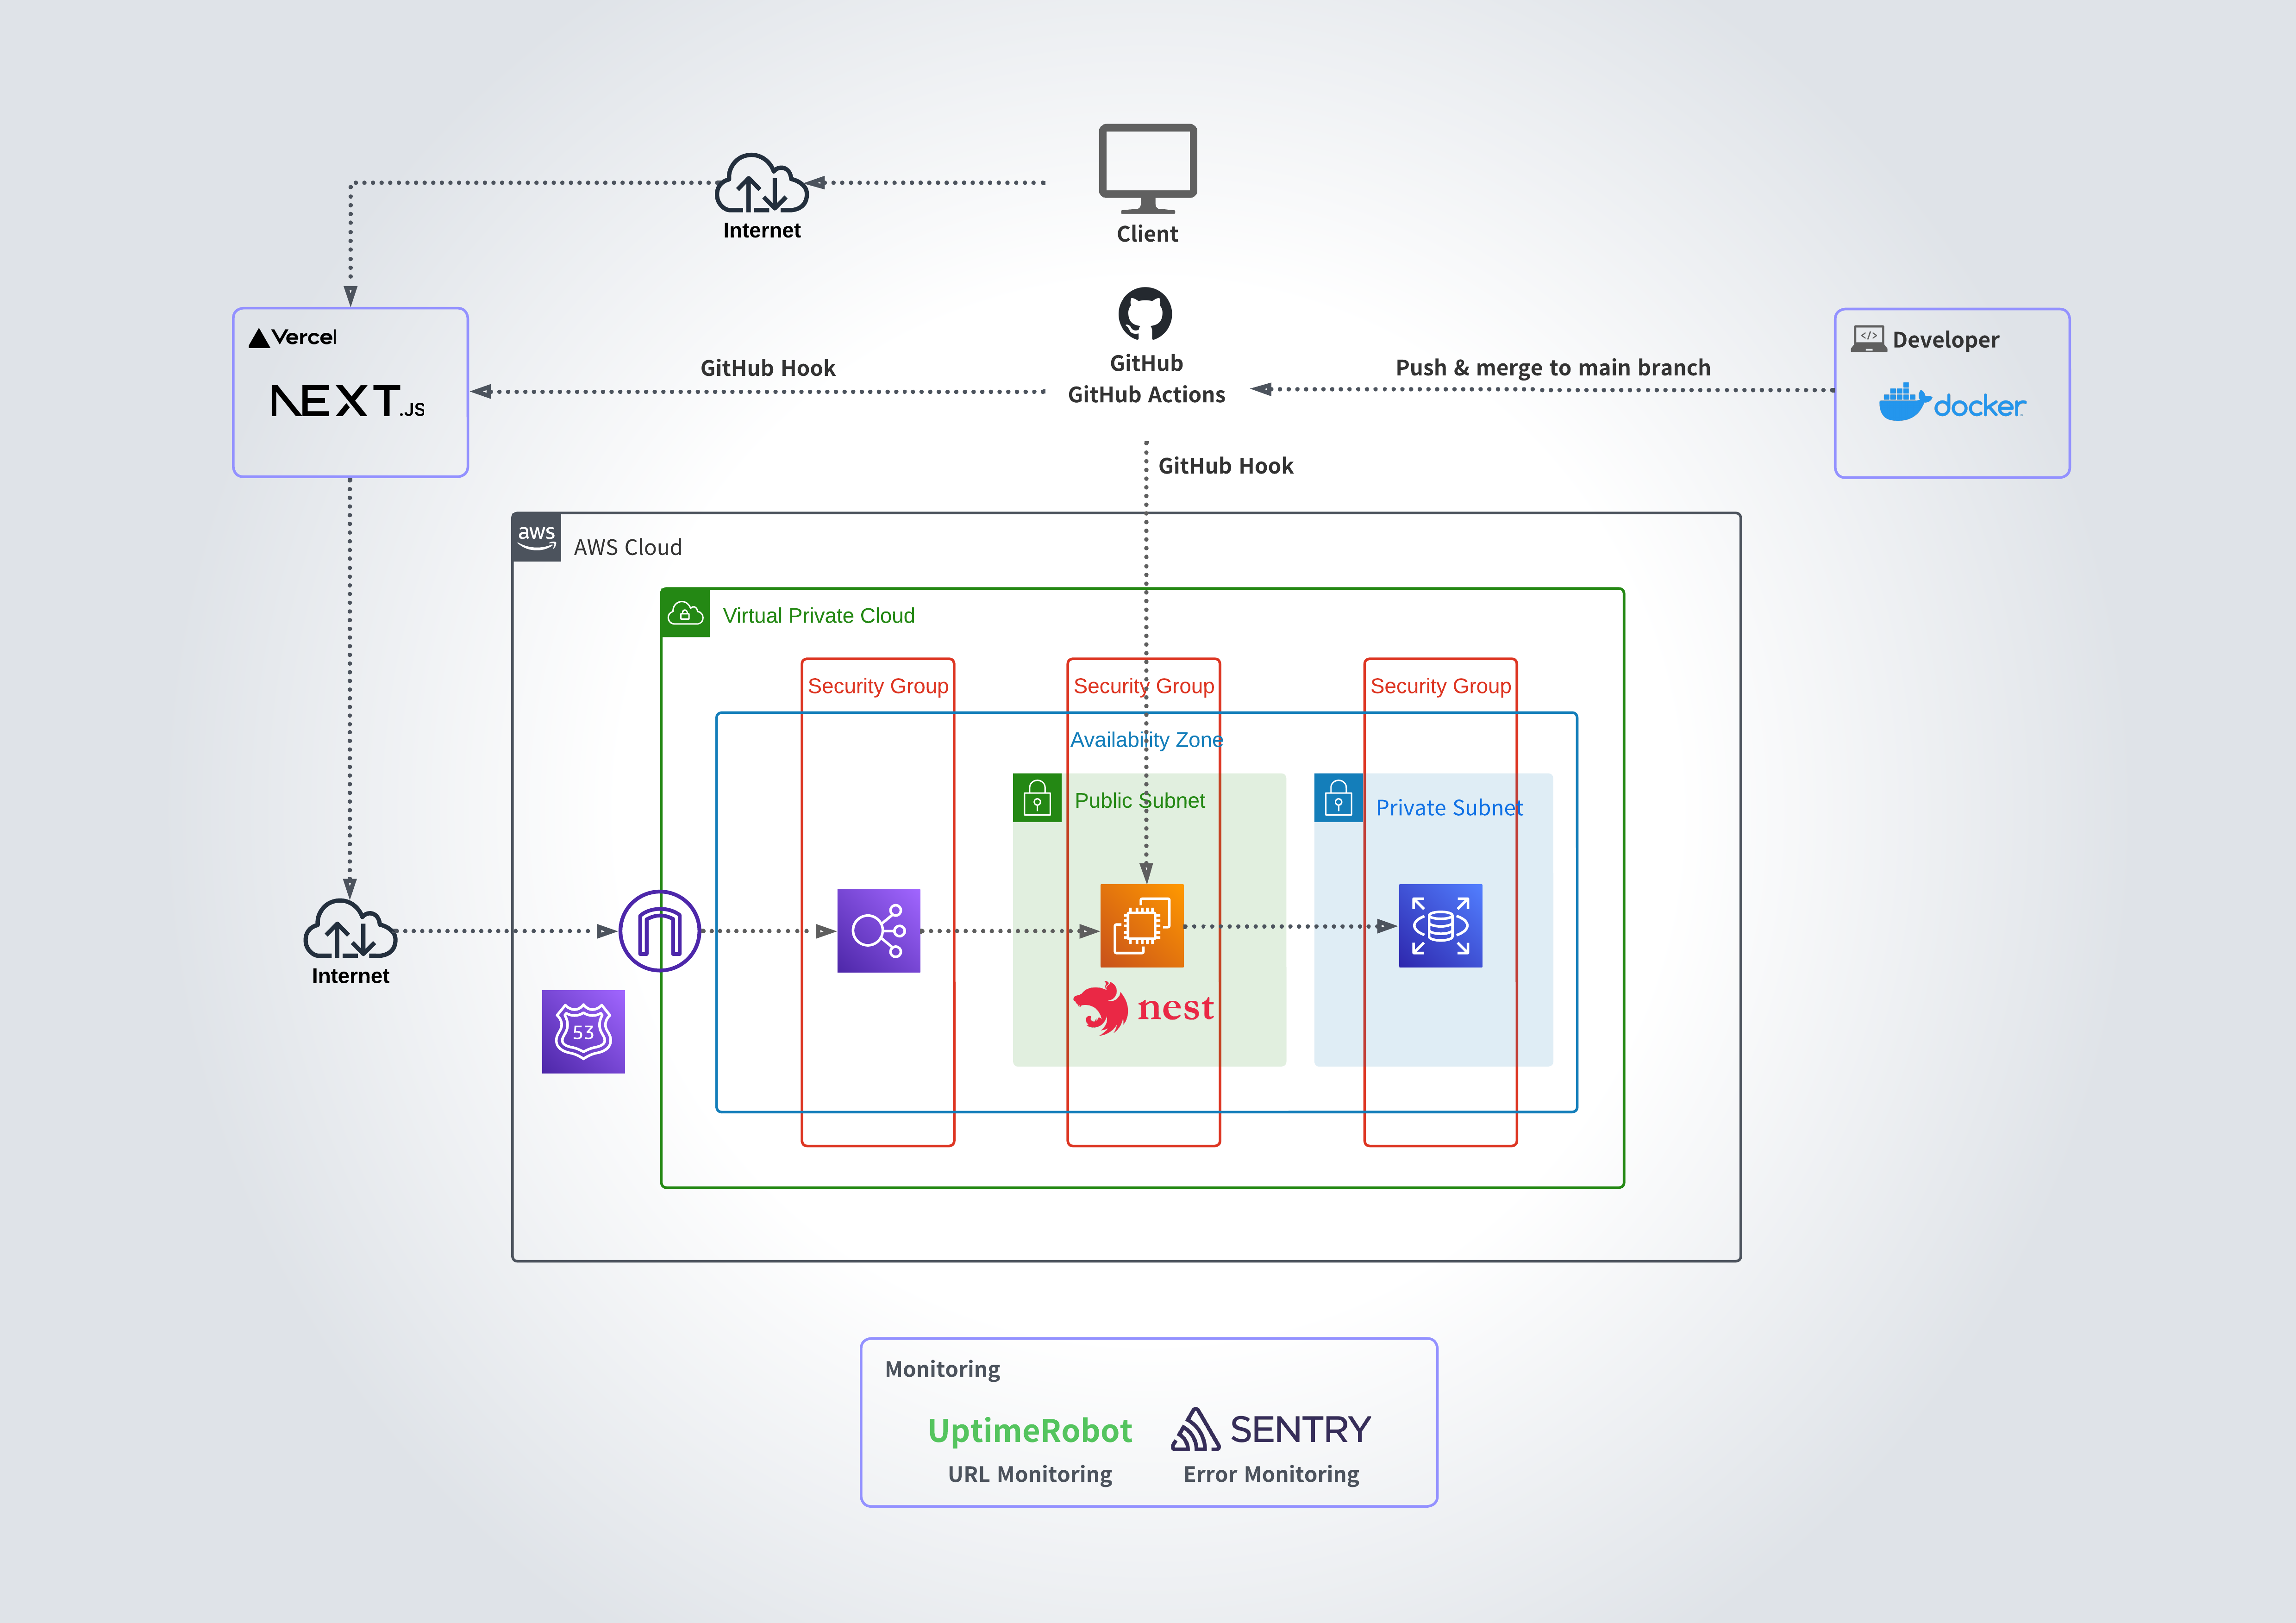 Internet
Client
Vercel
NEXT.JS
GitHub Hook
GitHub
GitHub Actions
Push & merge to main branch
</> Developer
docker
GitHub Hook
aws
AWS Cloud
Virtual Private Cloud
Security Group
Security Group
Security Group
Availability Zone
Public Subnet
Private Subnet
Internet
53
nest
Monitoring
UptimeRobot
SENTRY
URL Monitoring
Error Monitoring